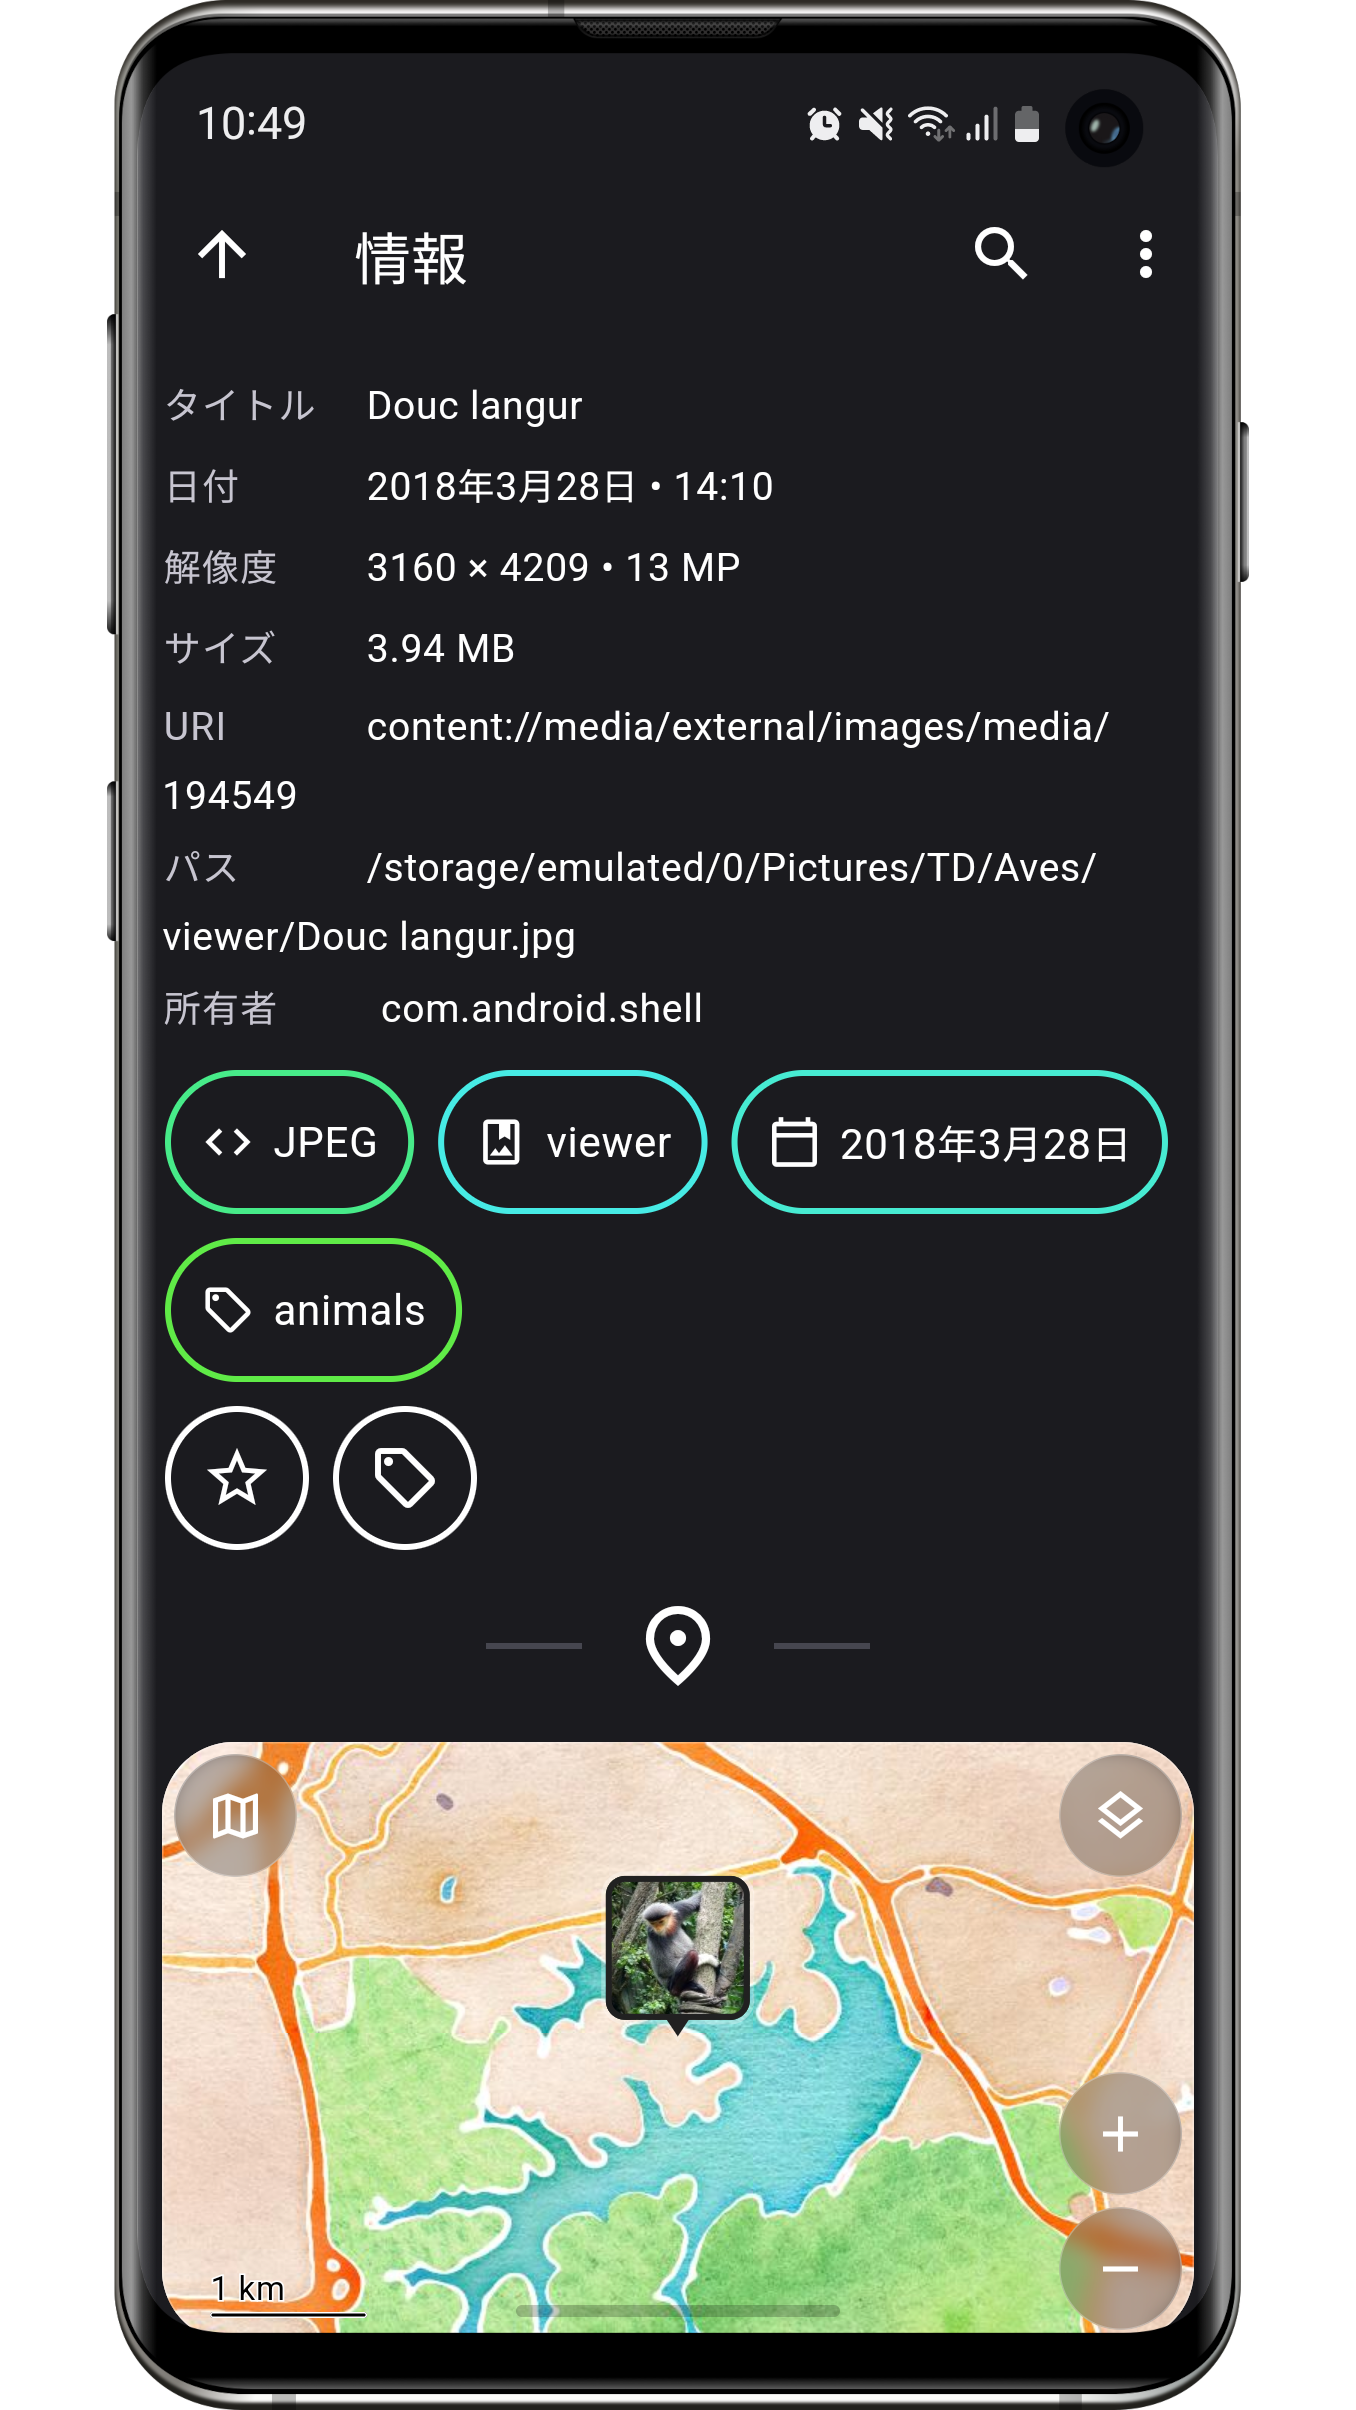 10:49
情報
タイトル Douc langur
日付 2018年3月28日 • 14:10
解像度 3160 × 4209 • 13 MP
サイズ 3.94 MB
URI content://media/external/images/media/
194549
パス /storage/emulated/0/Pictures/TD/Aves/
viewer/Douc langur.jpg
所有者 com.android.shell
JPEG viewer 2018年3月28日
animals
1 km